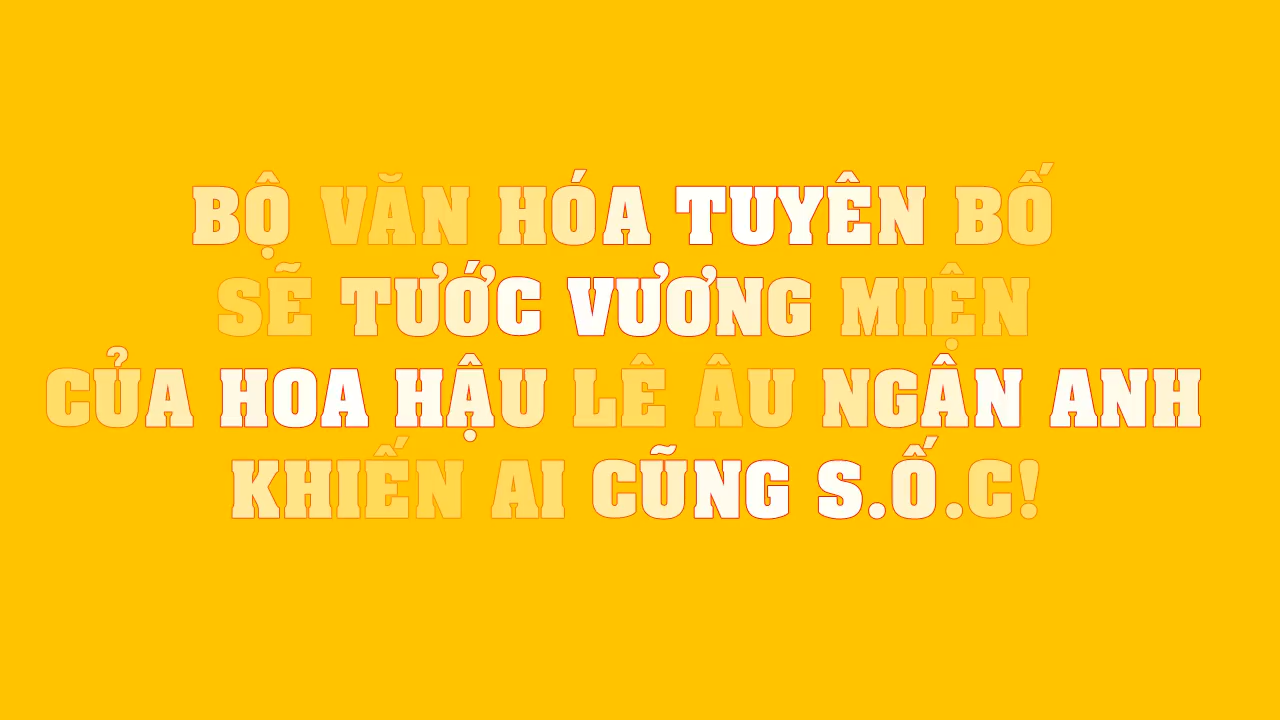 BỘ VĂN HÓA TUYÊN BỐ
SẼ TƯỚC VƯƠNG MIỆN
CỦA HOA HẬU LÊ ÂU NGÂN ANH
KHIẾN AI CŨNG S.Ố.C!